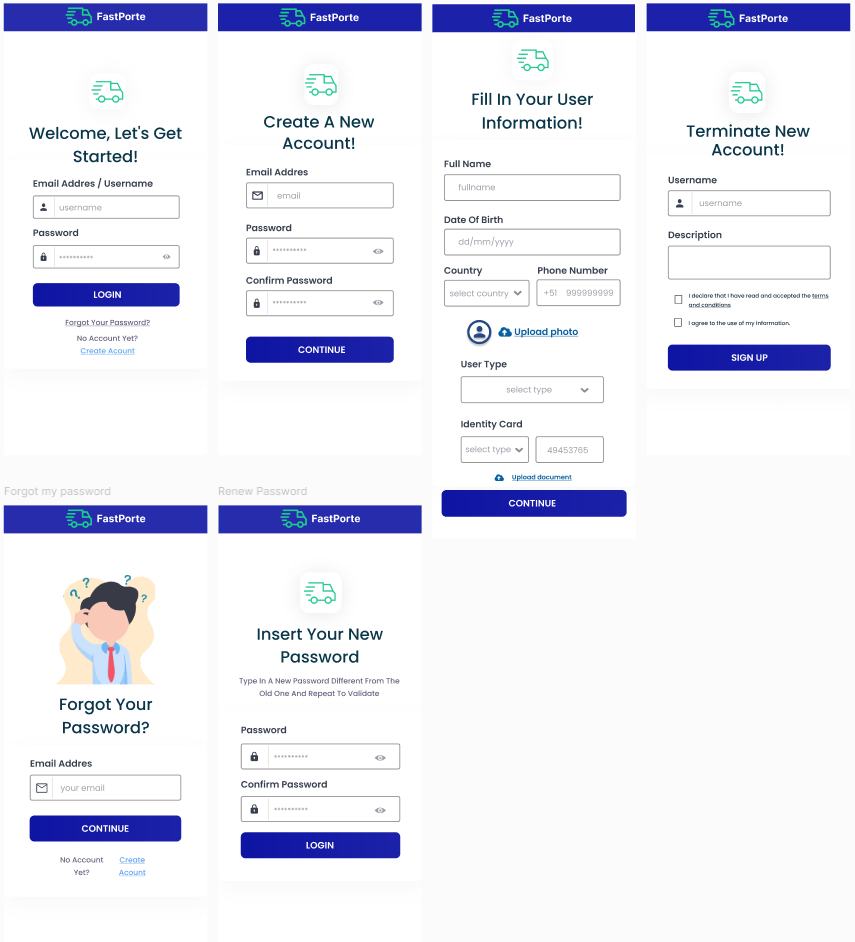 FastPorte
Welcome, Let's Get
Started!
Email Addres / Username
username
Password
**********
LOGIN
Forgot Your Password?
No Account Yet?
Create Acount
FastPorte
Create A New
Account!
Email Addres
email
Password
**********
Confirm Password
**********
CONTINUE
FastPorte
Fill In Your User
Information!
Full Name
fullname
Date Of Birth
dd/mm/yyyy
Country
Phone Number
select country
+51 999999999
Upload photo
User Type
select type
Identity Card
select type
49453765
Upload document
CONTINUE
FastPorte
Terminate New
Account!
Username
username
Description
I declare that I have read and accepted the terms
and conditions
I agree to the use of my information.
SIGN UP
Forgot my password
FastPorte
? ? ? ?
Forgot Your
Password?
Email Addres
your email
CONTINUE
No Account
Yet?
Create
Acount
Renew Password
FastPorte
Insert Your New
Password
Type In A New Password Different From The
Old One And Repeat To Validate
Password
**********
Confirm Password
**********
LOGIN